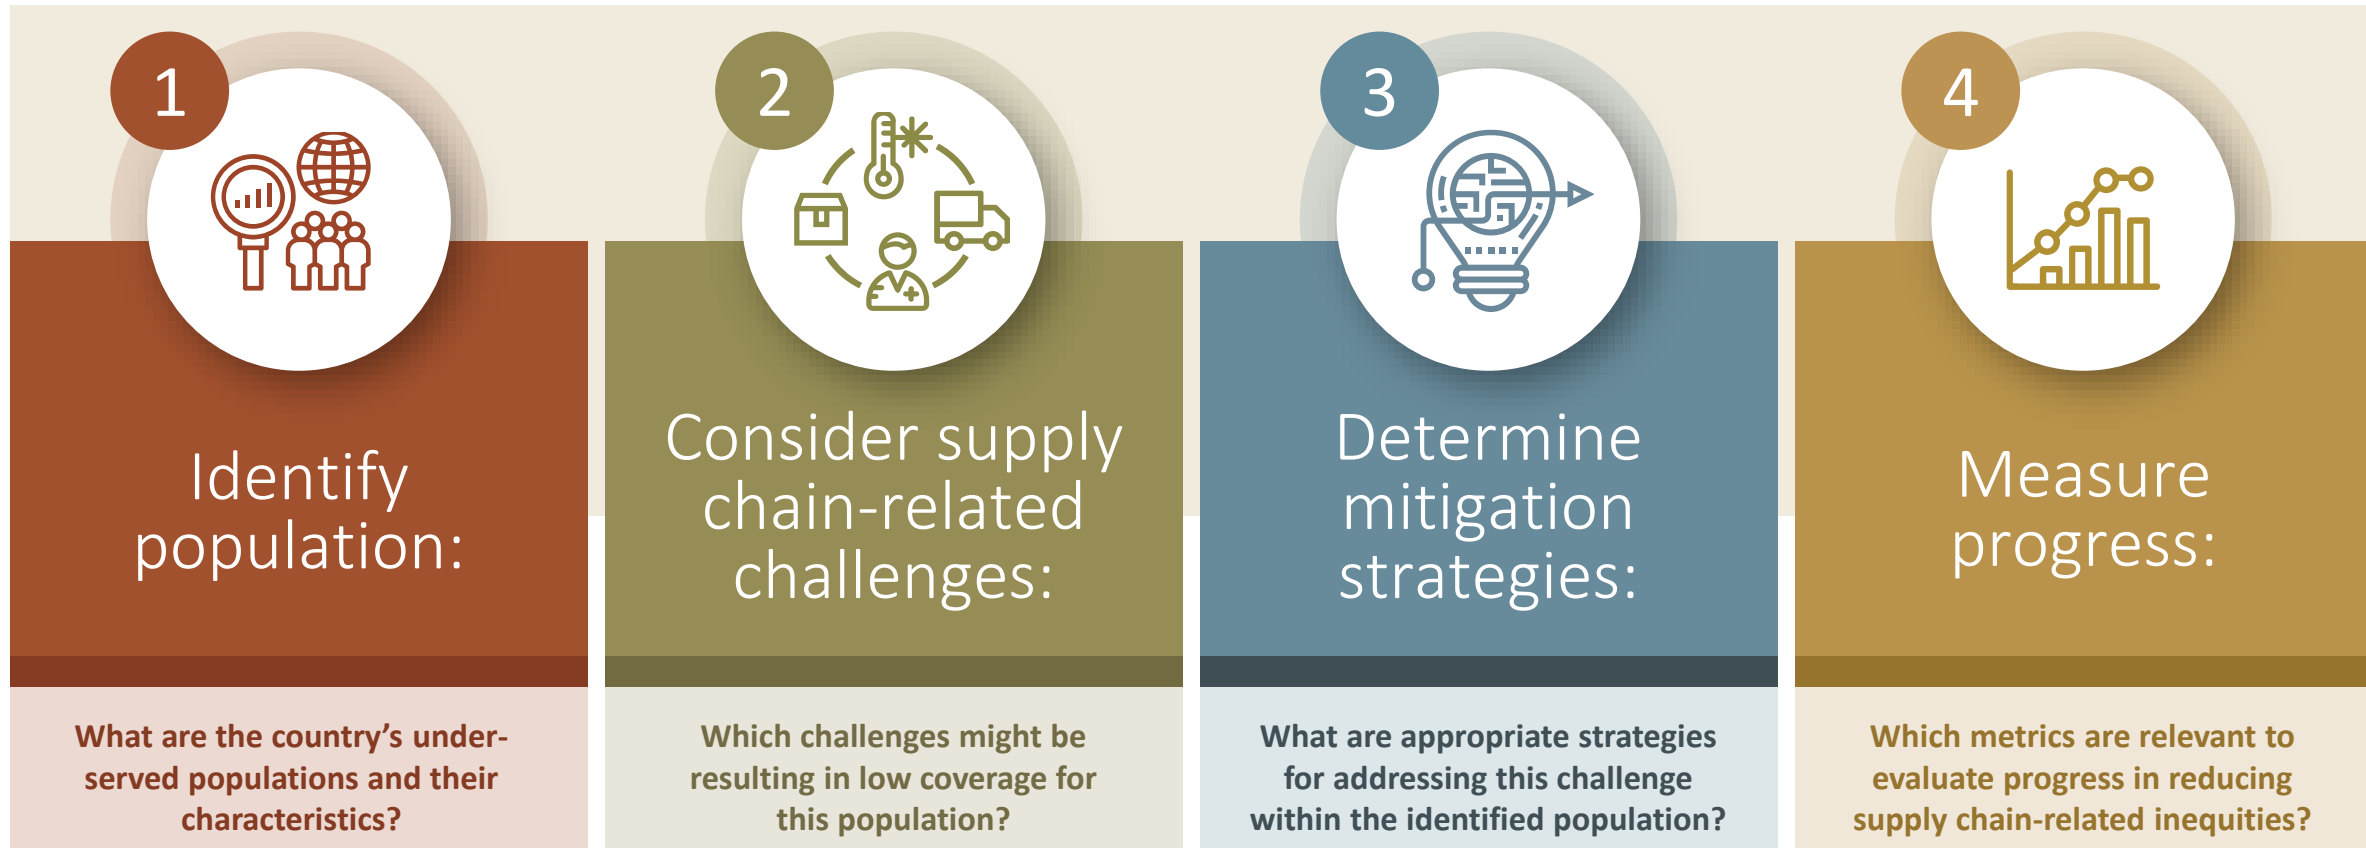 1
Identify
population:
What are the country’s under-
served populations and their
characteristics?
2
Consider supply
chain-related
challenges:
Which challenges might be
resulting in low coverage for
this population?
3
Determine
mitigation
strategies:
What are appropriate strategies
for addressing this challenge
within the identified population?
4
Measure
progress:
Which metrics are relevant to
evaluate progress in reducing
supply chain-related inequities?